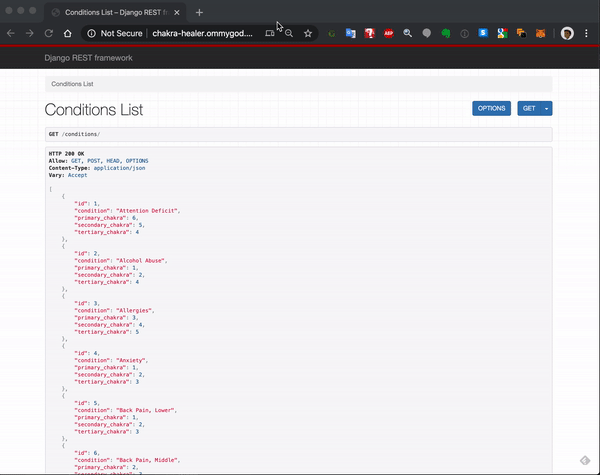 Conditions List – Django REST f
Not Secure | chakra-healer.ommygod....
Django REST framework
Conditions List
Conditions List
OPTIONS
GET
GET /conditions/
HTTP 200 OK
Allow: GET, POST, HEAD, OPTIONS
Content-Type: application/json
Vary: Accept
[
{
"id": 1,
"condition": "Attention Deficit",
"primary_chakra": 6,
"secondary_chakra": 5,
"tertiary_chakra": 4
},
{
"id": 2,
"condition": "Alcohol Abuse",
"primary_chakra": 1,
"secondary_chakra": 2,
"tertiary_chakra": 4
},
{
"id": 3,
"condition": "Allergies",
"primary_chakra": 3,
"secondary_chakra": 4,
"tertiary_chakra": 5
},
{
"id": 4,
"condition": "Anxiety",
"primary_chakra": 1,
"secondary_chakra": 2,
"tertiary_chakra": 3
},
{
"id": 5,
"condition": "Back Pain, Lower",
"primary_chakra": 1,
"secondary_chakra": 2,
"tertiary_chakra": 3
},
{
"id": 6,
"condition": "Back Pain, Middle",
"primary_chakra": 2,